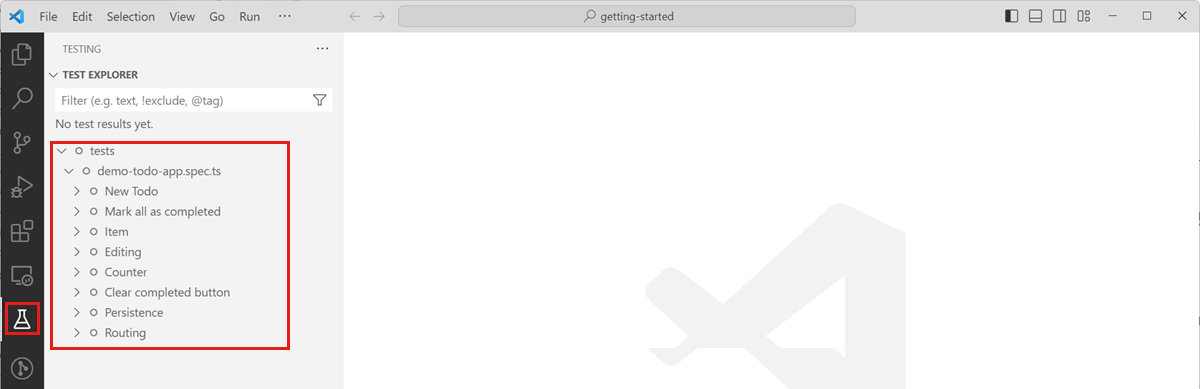 File Edit Selection View Go Run ··· getting-started
TESTING ···
TEST EXPLORER
Filter (e.g. text, !exclude, @tag)
No test results yet.
tests
demo-todo-app.spec.ts
New Todo
Mark all as completed
Item
Editing
Counter
Clear completed button
Persistence
Routing